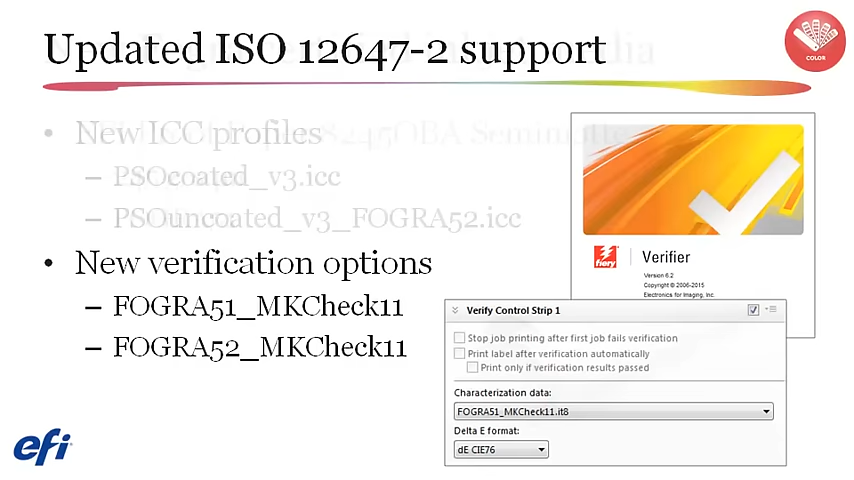 Updated ISO 12647-2 support
COLOR
• New ICC profiles
– PSOcoated_v3.icc
– PSOuncoated_v3_FOGRA52.icc
• New verification options
– FOGRA51_MKCheck11
– FOGRA52_MKCheck11
fiery
Verifier
Version 6.2
Copyright © 2006-2015
Electronics for Imaging, Inc.
Verify Control Strip 1
Stop job printing after first job fails verification
Print label after verification automatically
Print only if verification results passed
Characterization data:
FOGRA51_MKCheck11.it8
Delta E format:
dE CIE76
efi